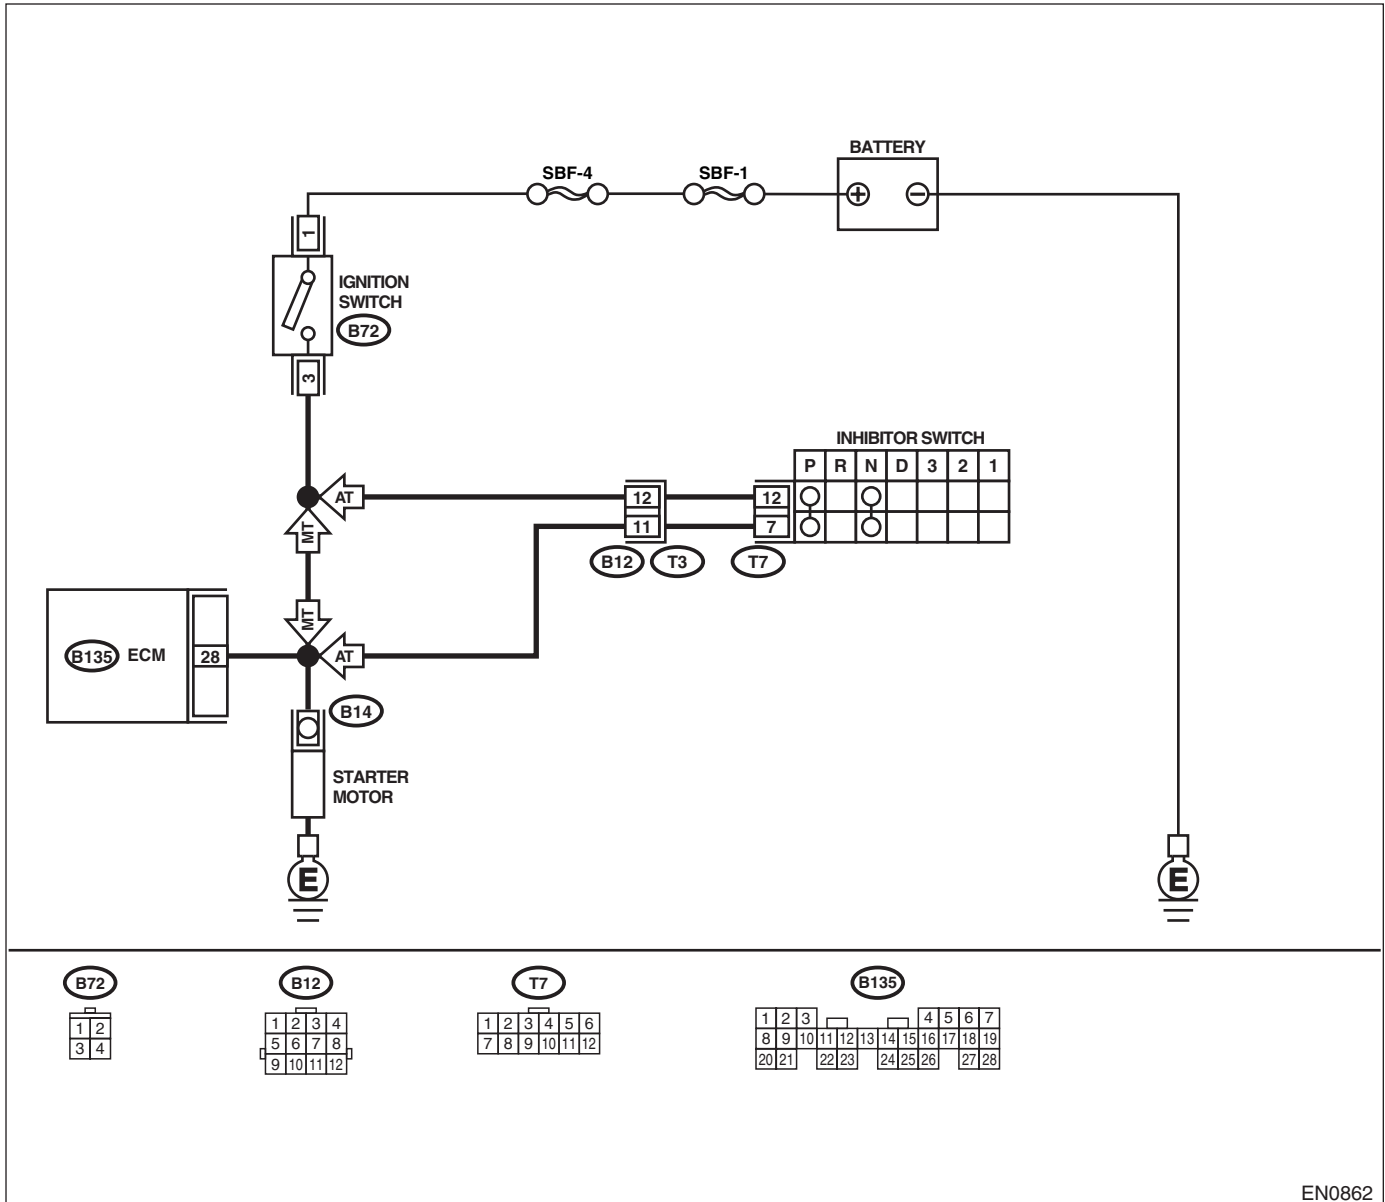 BATTERY
SBF-4
SBF-1
1
IGNITION
SWITCH
B72
3
INHIBITOR SWITCH
P R N D 3 2 1
AT
12
12
11
7
MT
B12
T3
T7
MT
B135
ECM
28
AT
B14
STARTER
MOTOR
E
E
B72
B12
T7
B135
1 2
3 4
1 2 3 4
5 6 7 8
9 10 11 12
1 2 3 4 5 6
7 8 9 10 11 12
1 2 3 4 5 6 7
8 9 10 11 12 13 14 15 16 17 18 19
20 21 22 23 24 25 26 27 28
EN0862